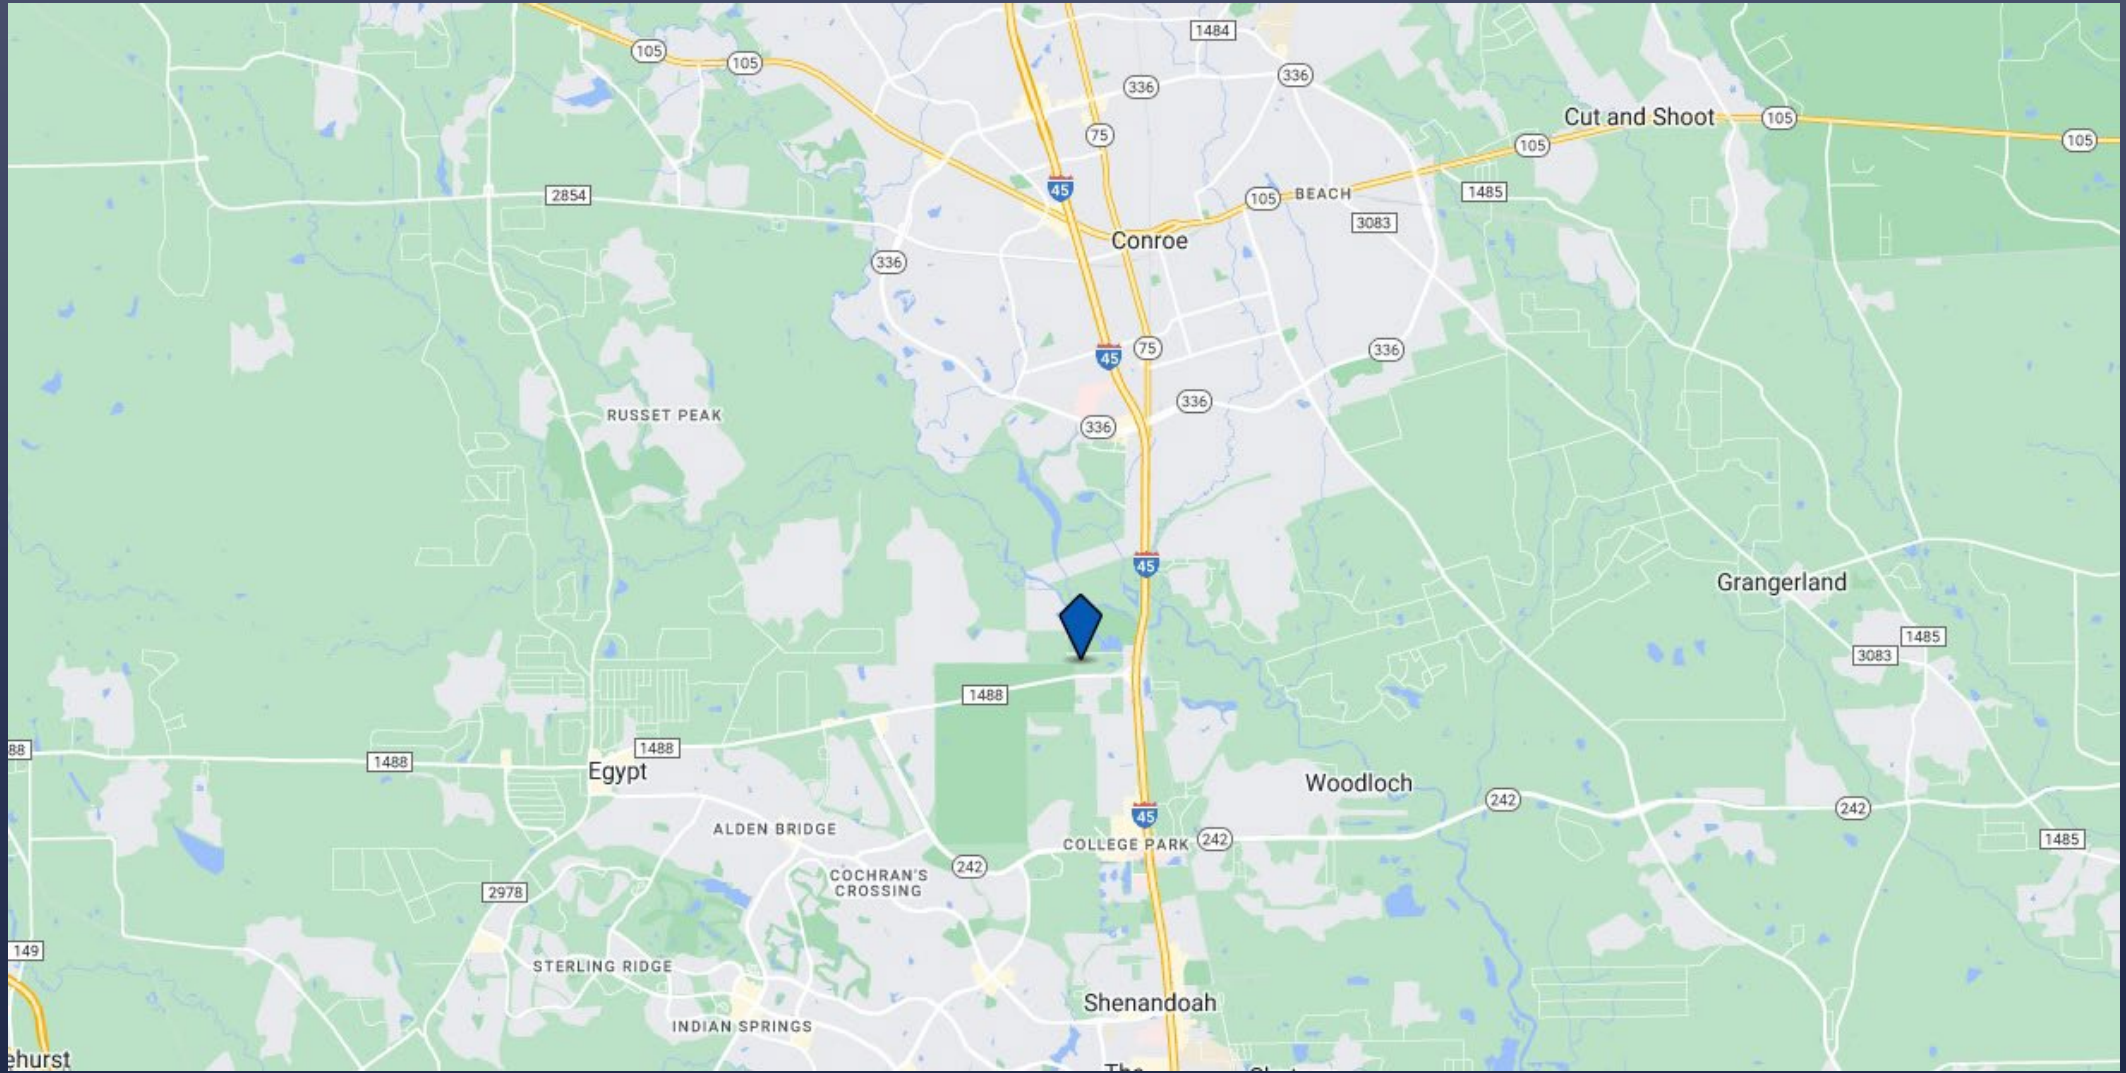 1484
105
105
336
336
75
Cut and Shoot
105
105
105
45
2854
105
BEACH
1485
3083
Conroe
336
45
75
336
336
336
RUSSET PEAK
45
Grangerland
1485
3083
1488
88
1488
1488
Egypt
Woodloch
242
242
45
ALDEN BRIDGE
COLLEGE PARK
242
1485
242
COCHRAN'S
CROSSING
2978
149
STERLING RIDGE
Shenandoah
INDIAN SPRINGS
ehurst